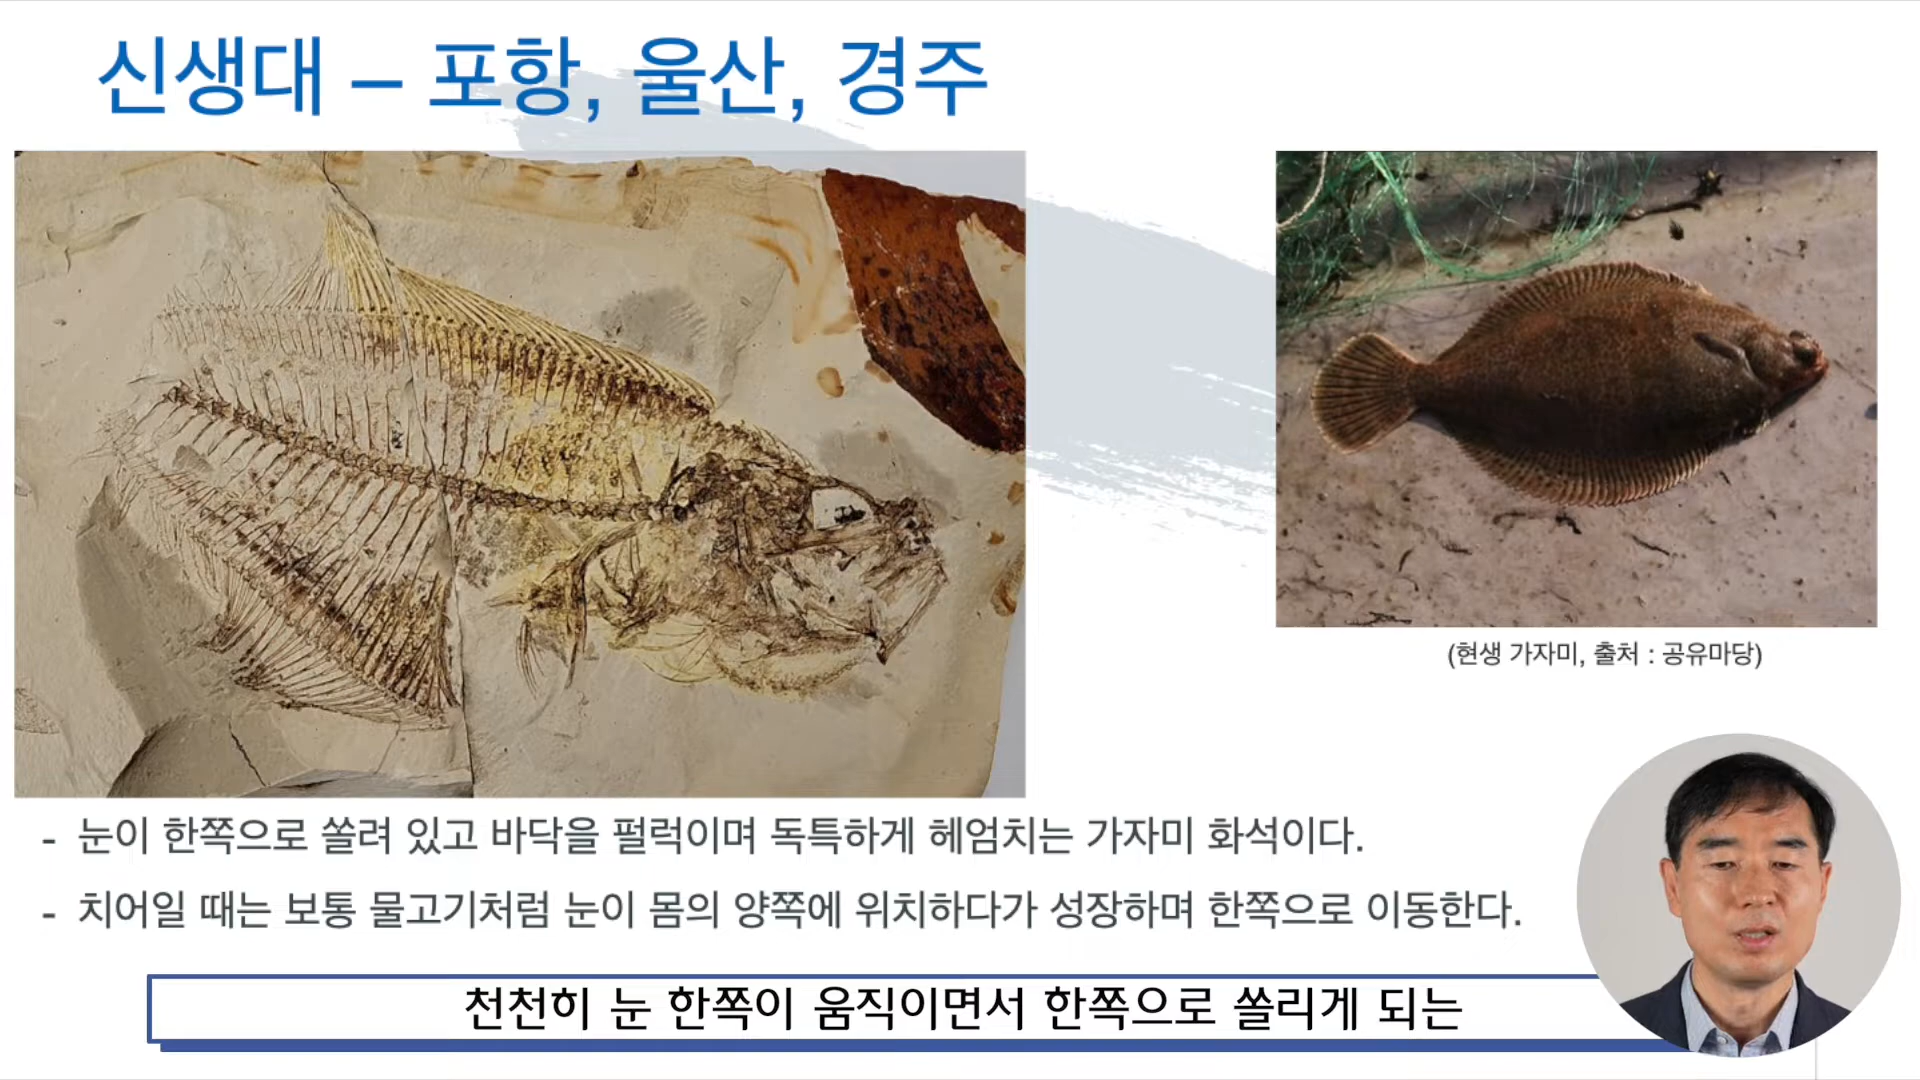 신생대 – 포항, 울산, 경주
(현생 가자미, 출처 : 공유마당)
- 눈이 한쪽으로 쏠려 있고 바닥을 펄럭이며 독특하게 헤엄치는 가자미 화석이다.
- 치어일 때는 보통 물고기처럼 눈이 몸의 양쪽에 위치하다가 성장하며 한쪽으로 이동한다.
천천히 눈 한쪽이 움직이면서 한쪽으로 쏠리게 되는